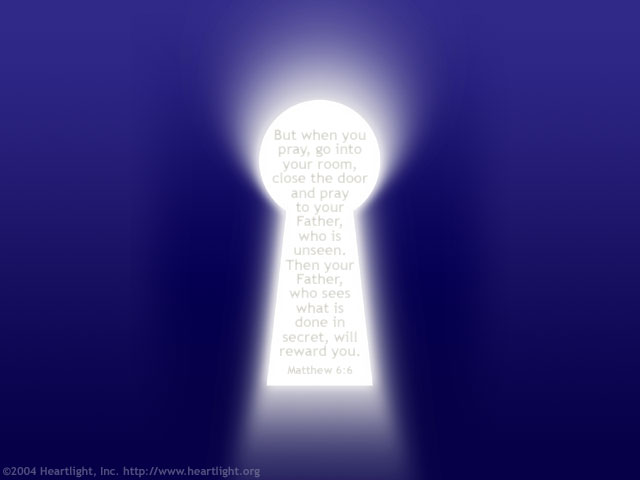 But when you
pray, go into
your room,
close the door
and pray
to your
Father,
who is
unseen.
Then your
Father,
who sees
what is
done in
secret, will
reward you.
Matthew 6:6
©2004 Heartlight, Inc. http://www.heartlight.org